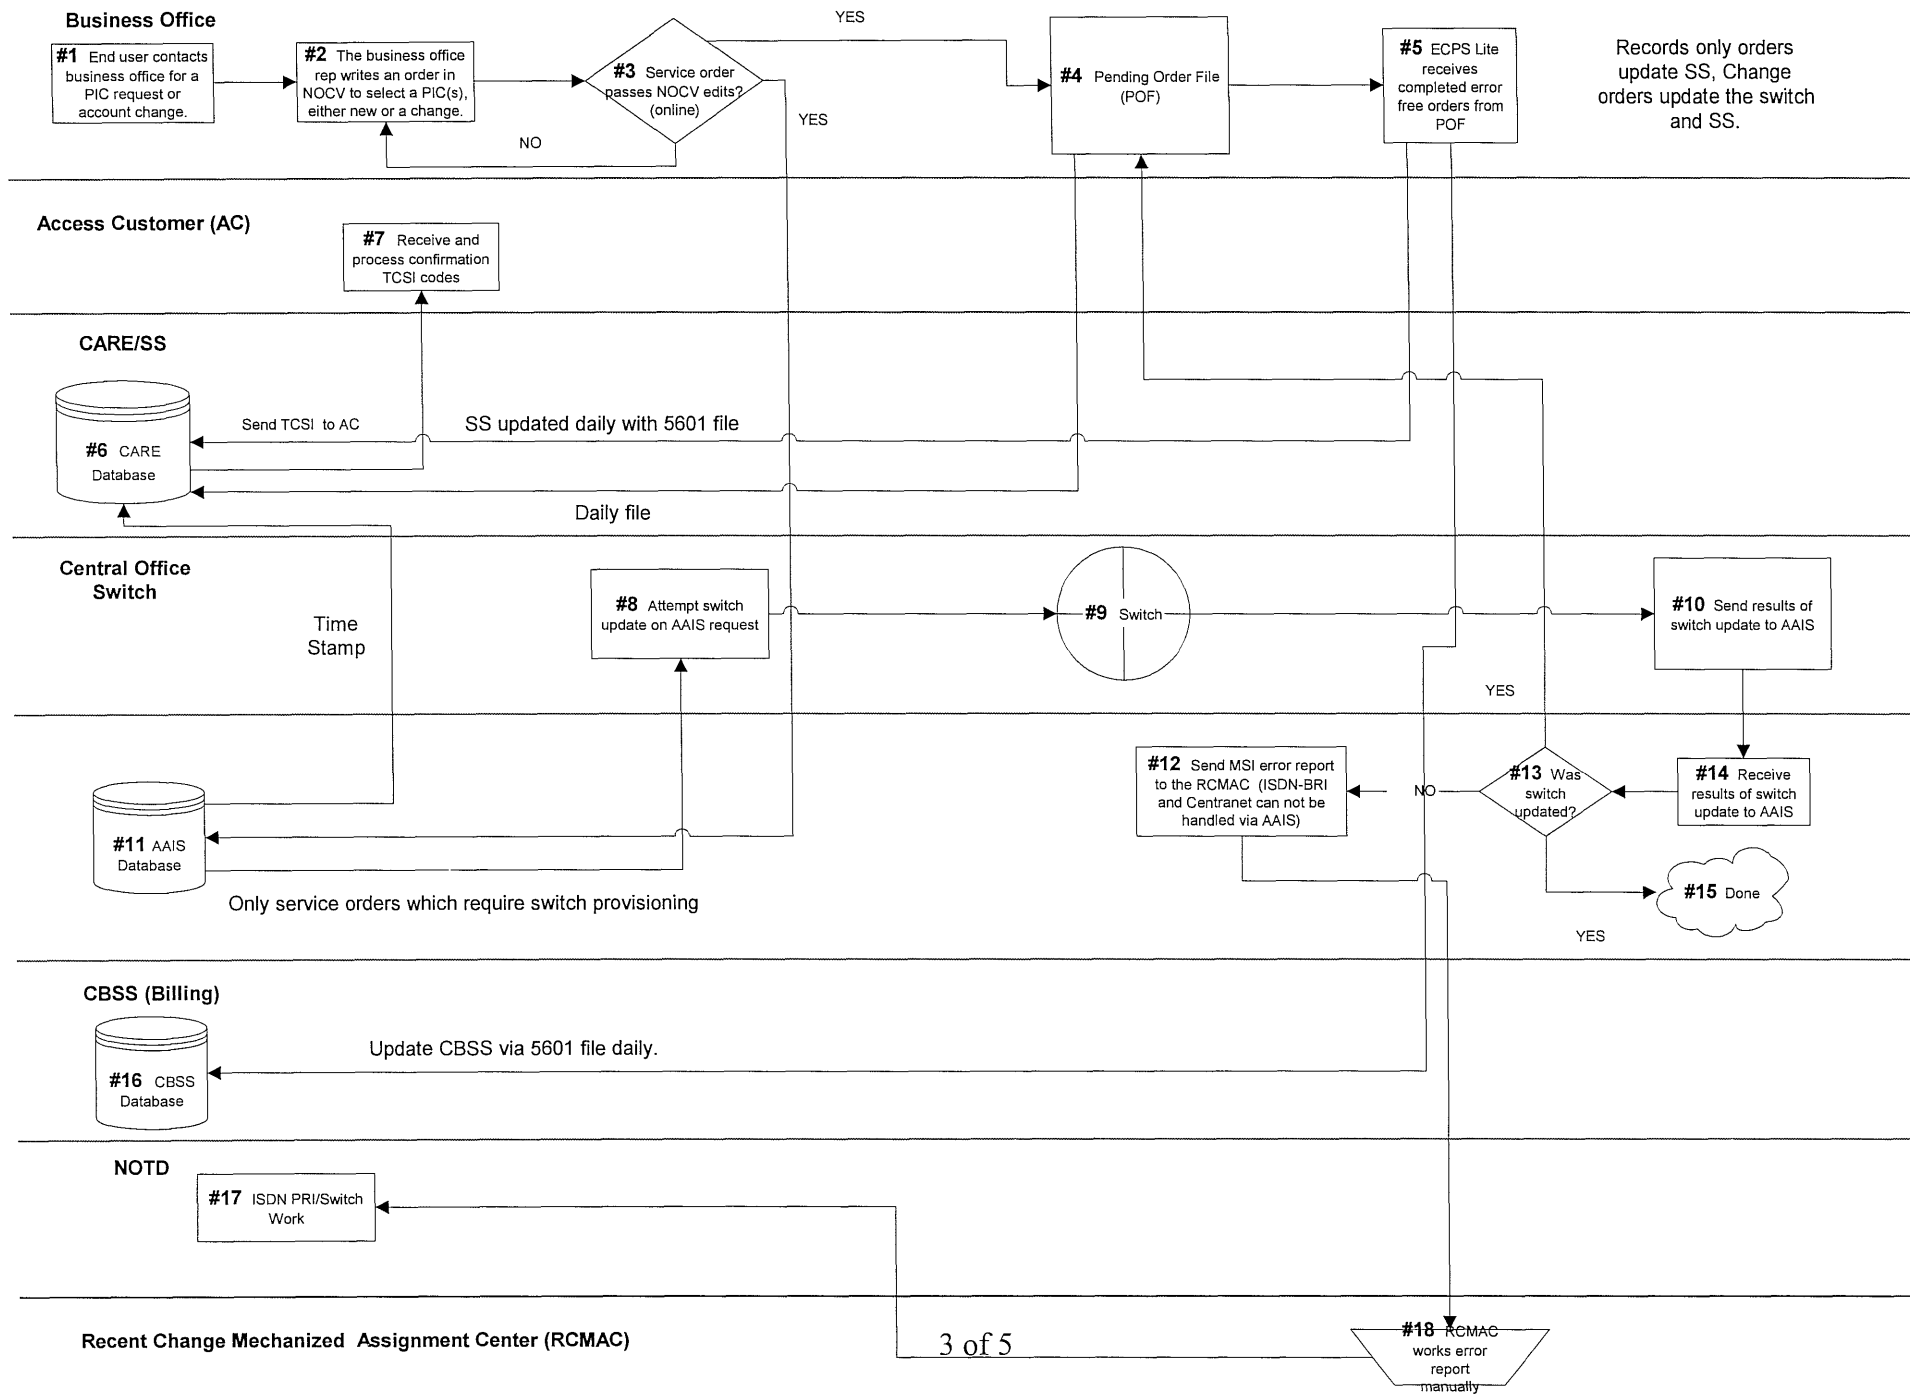 Business Office
#1 End user contacts
business office for a
PIC request or
account change.
#2 The business office
rep writes an order in
NOCV to select a PIC(s),
either new or a change.
#3 Service order
passes NOCV edits?
(online)
YES
YES
NO
#4 Pending Order File
(POF)
#5 ECPS Lite
receives
completed error
free orders from
POF
Records only orders
update SS, Change
orders update the switch
and SS.
Access Customer (AC)
#7 Receive and
process confirmation
TCSI codes
CARE/SS
#6 CARE
Database
Send TCSI to AC
SS updated daily with 5601 file
Daily file
Central Office
Switch
Time
Stamp
#8 Attempt switch
update on AAIS request
#9 Switch
#10 Send results of
switch update to AAIS
YES
#11 AAIS
Database
Only service orders which require switch provisioning
#12 Send MSI error report
to the RCMAC (ISDN-BRI
and Centranet can not be
handled via AAIS)
NO
#13 Was
switch
updated?
#14 Receive
results of switch
update to AAIS
#15 Done
YES
CBSS (Billing)
#16 CBSS
Database
Update CBSS via 5601 file daily.
NOTD
#17 ISDN PRI/Switch
Work
Recent Change Mechanized Assignment Center (RCMAC)
3 of 5
#18 RCMAC
works error
report
manually